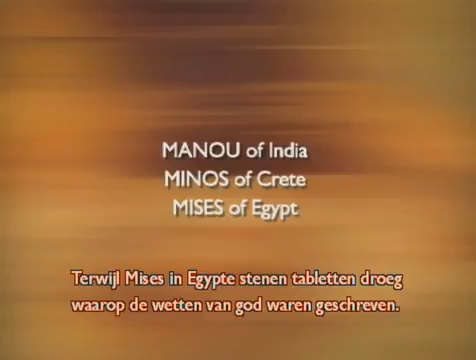 MANOU of India
MINOS of Crete
MISES of Egypt
Terwijl Mises in Egypte stenen tabletten droeg
waarop de wetten van god waren geschreven.